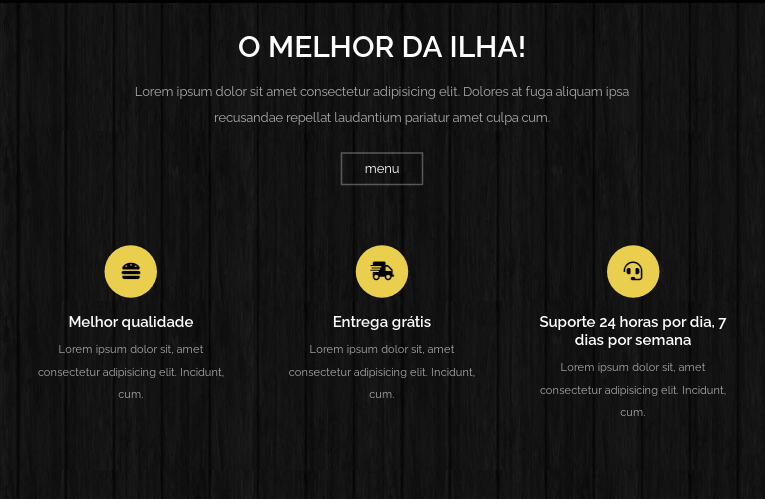 O MELHOR DA ILHA!
Lorem ipsum dolor sit amet consectetur adipisicing elit. Dolores at fuga aliquam ipsa
recusandae repellat laudantium pariatur amet culpa cum.
menu
Melhor qualidade
Lorem ipsum dolor sit, amet
consectetur adipisicing elit. Incidunt,
cum.
Entrega grátis
Lorem ipsum dolor sit, amet
consectetur adipisicing elit. Incidunt,
cum.
Suporte 24 horas por dia, 7
dias por semana
Lorem ipsum dolor sit, amet
consectetur adipisicing elit. Incidunt,
cum.